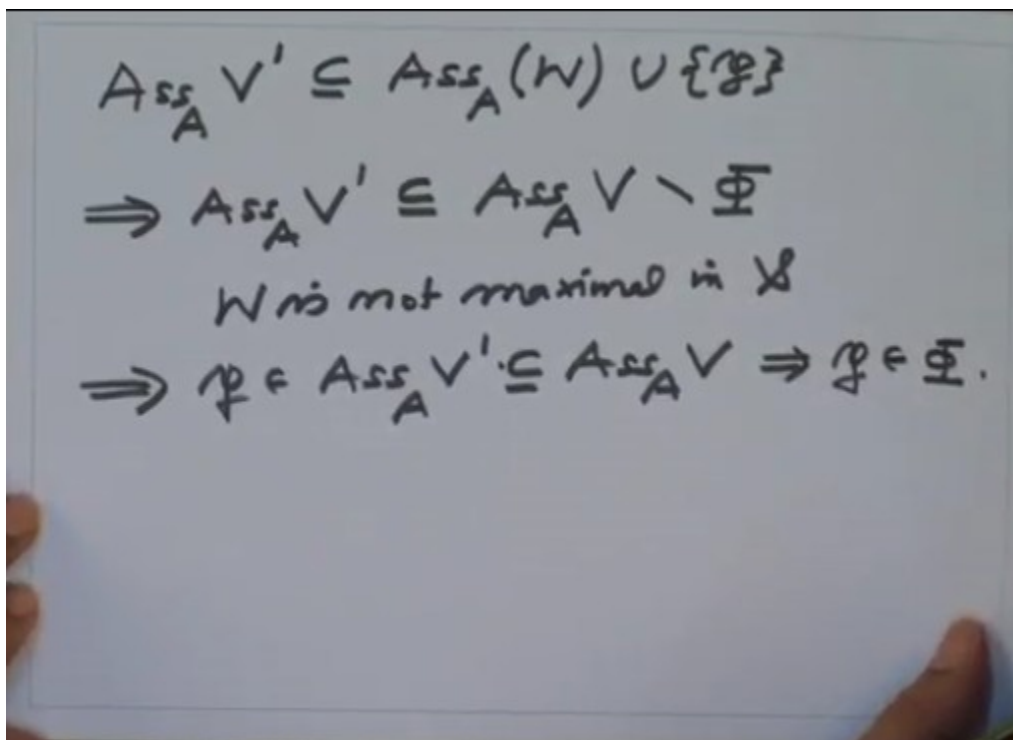 Ass_A V' ⊆ Ass_A (W) ∪ {𝔭}
⟹ Ass_A V' ⊆ Ass_A V \ Φ
W is not maximal in 𝒮
⟹ 𝔭 ∈ Ass_A V' ⊆ Ass_A V ⇒ 𝔭 ∈ Φ.